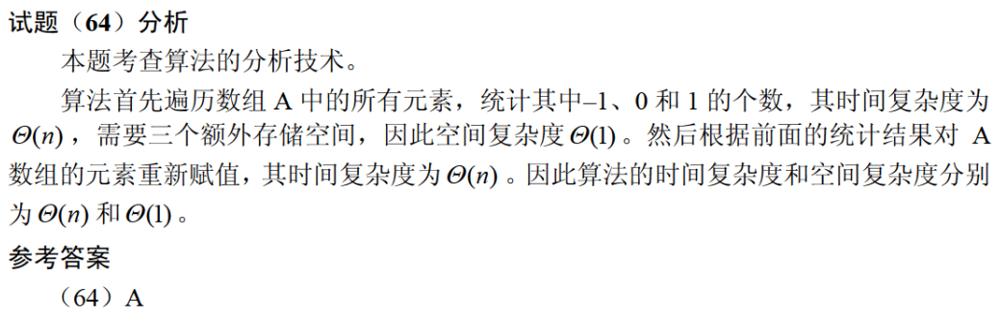 试题（64）分析
本题考查算法的分析技术。
算法首先遍历数组 A 中的所有元素，统计其中–1、0 和 1 的个数，其时间复杂度为
Θ(n)，需要三个额外存储空间，因此空间复杂度Θ(1)。然后根据前面的统计结果对 A
数组的元素重新赋值，其时间复杂度为Θ(n)。因此算法的时间复杂度和空间复杂度分别
为Θ(n)和Θ(1)。
参考答案
（64）A